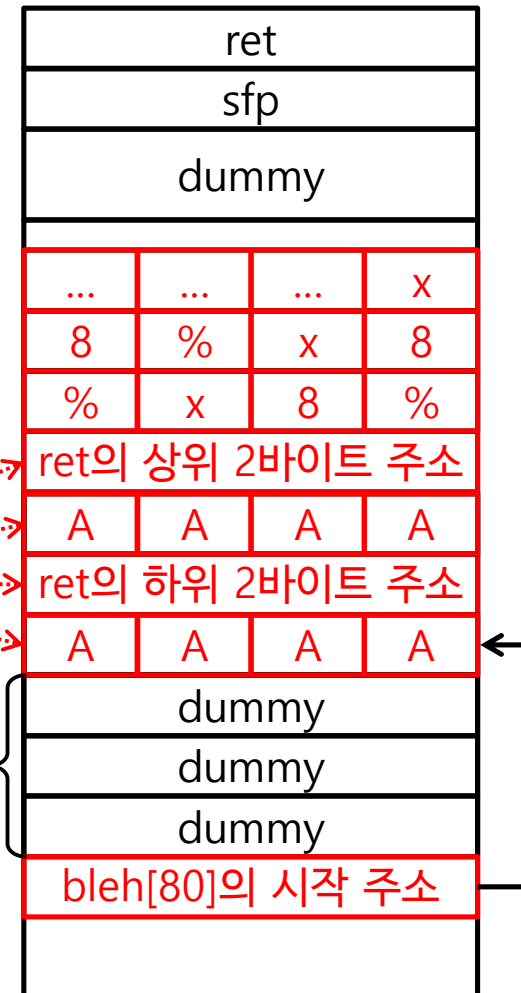 ret
sfp
dummy
... ... ... x
8 % x 8
% x 8 %
ret의 상위 2바이트 주소
A A A A
ret의 하위 2바이트 주소
A A A A
dummy
dummy
dummy
bleh[80]의 시작 주소